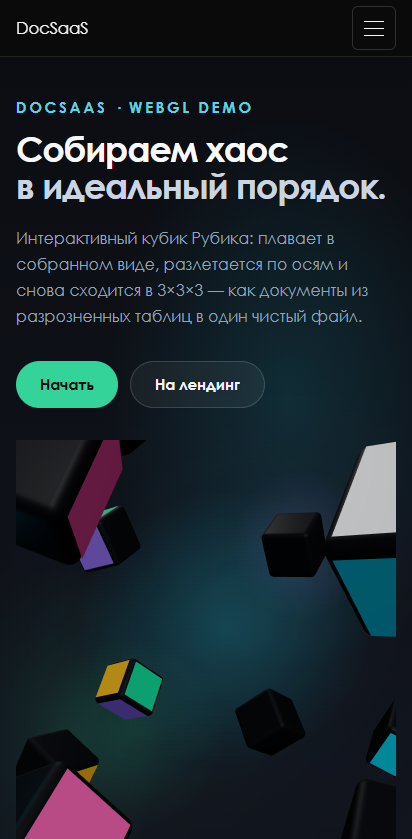 DocSaaS
DOCSAAS · WEBGL DEMO
Собираем хаос
в идеальный порядок.
Интерактивный кубик Рубика: плавает в
собранном виде, разлетается по осям и
снова сходится в 3×3×3 — как документы из
разрозненных таблиц в один чистый файл.
Начать
На лендинг